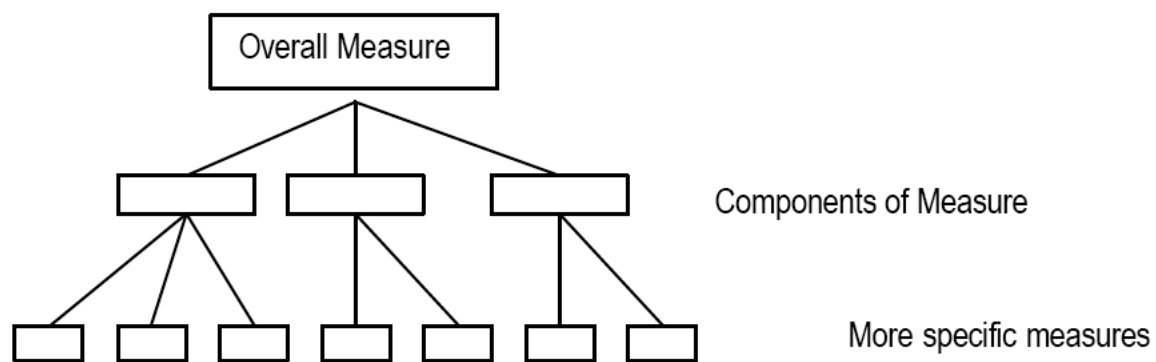 Overall Measure
Components of Measure
More specific measures